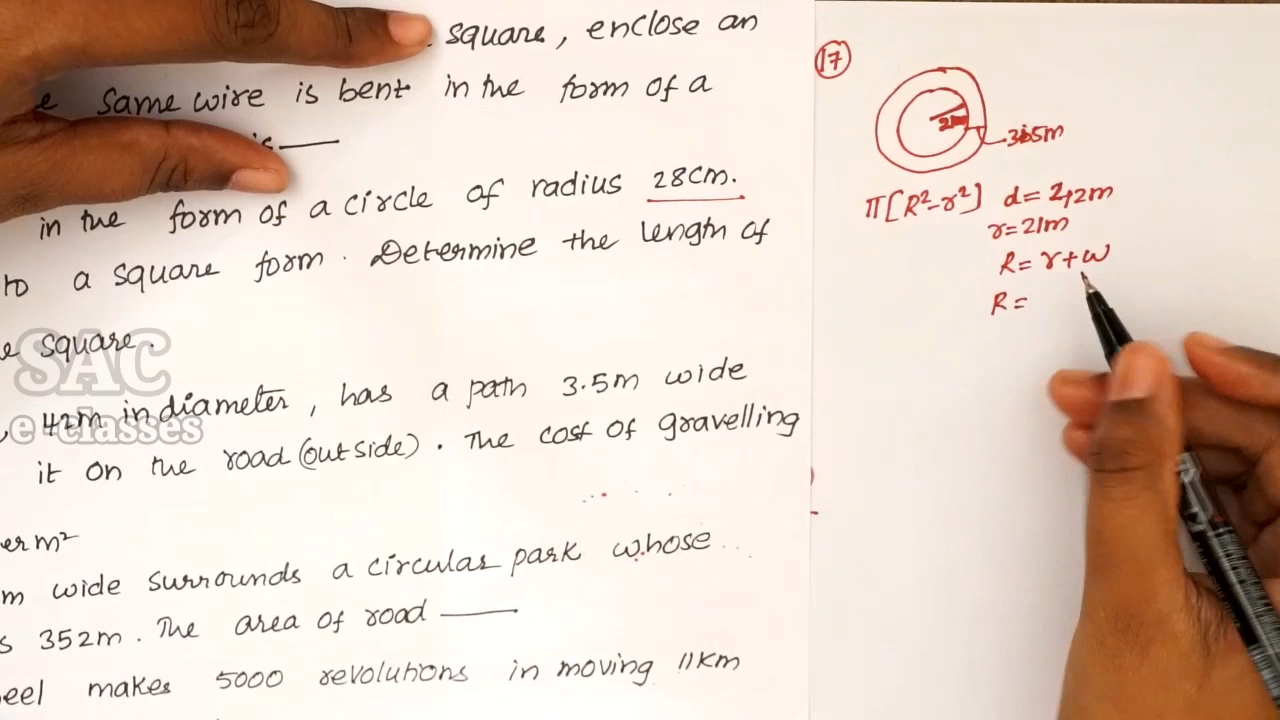 square, enclose an
e same wire is bent in the form of a
is
in the form of a circle of radius 28cm.
to a square form. Determine the length of
e square.
42m in diameter, has a path 3.5m wide
it on the road (outside). The cost of gravelling
er m²
m wide surrounds a circular park whose
s 352m. The area of road
eel makes 5000 revolutions in moving 11km
SAC
e-classes
17
21m
3.5m
π[R²-r²] d=42m
r=21m
R=r+w
R=